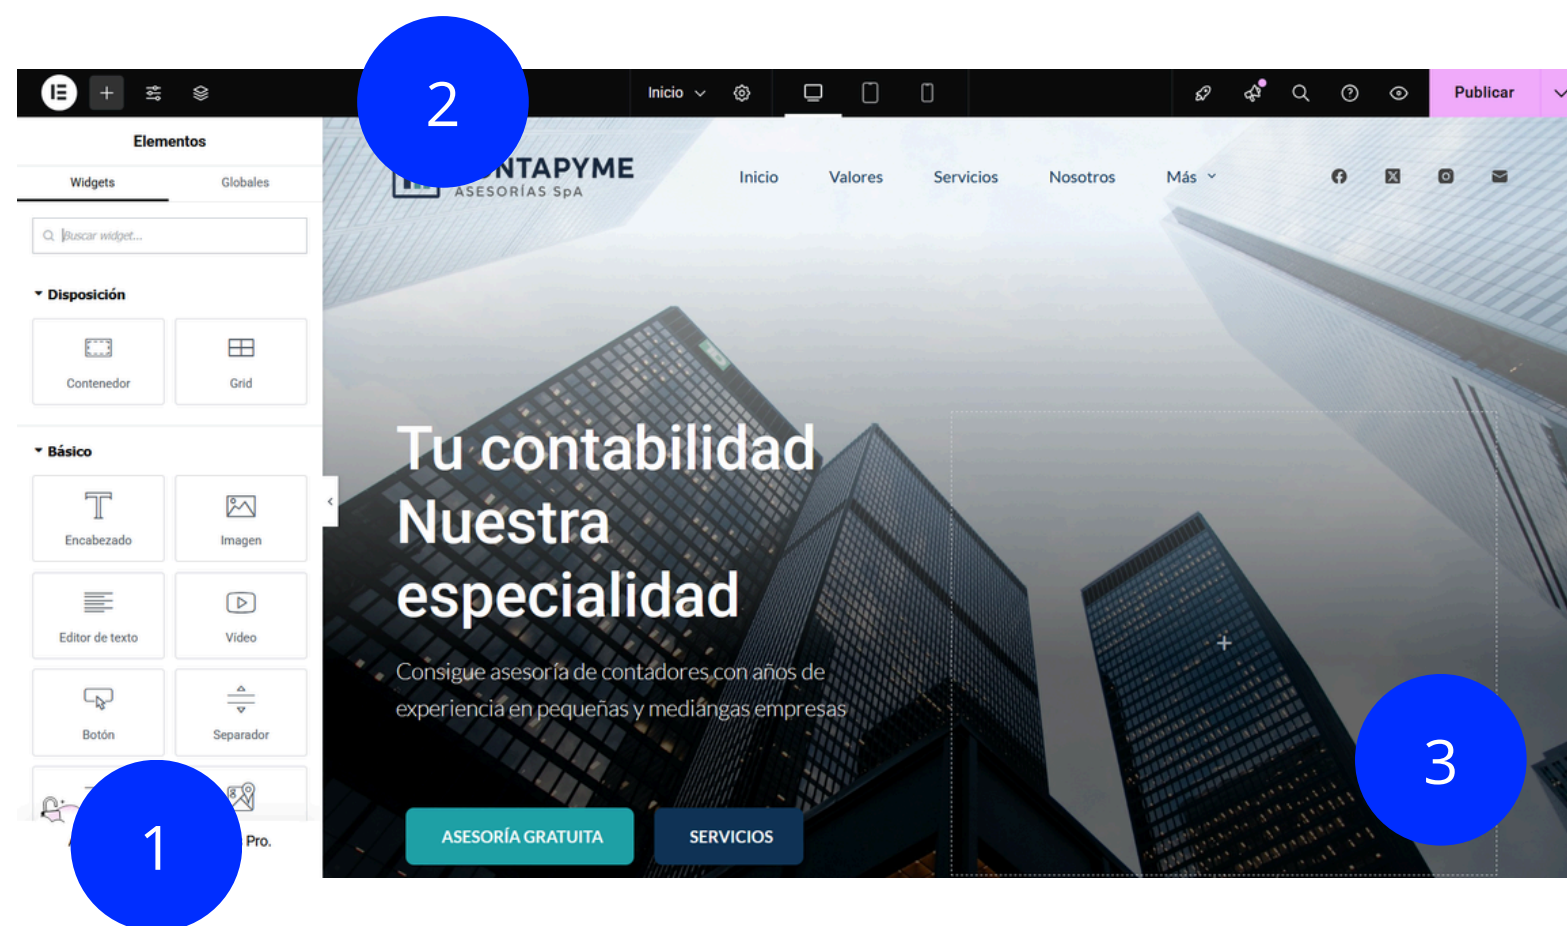 2
Inicio
Publicar
Elementos
Widgets
Globales
Buscar widget...
Disposición
Contenedor
Grid
Básico
Encabezado
Imagen
Editor de texto
Vídeo
Botón
Separador
Pro.
1
NTAPYME
ASESORÍAS SpA
Inicio
Valores
Servicios
Nosotros
Más
Tu contabilidad
Nuestra
especialidad
Consigue asesoría de contadores con años de
experiencia en pequeñas y mediangas empresas
ASESORÍA GRATUITA
SERVICIOS
3